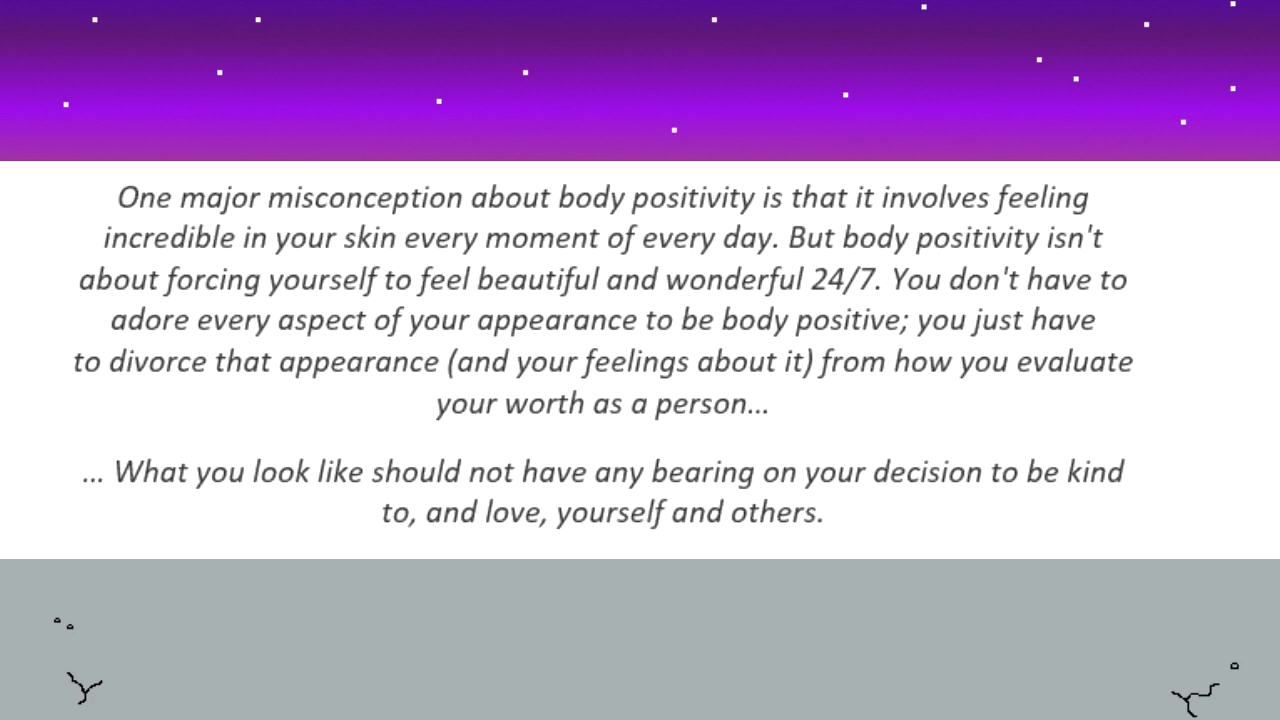 One major misconception about body positivity is that it involves feeling
incredible in your skin every moment of every day. But body positivity isn't
about forcing yourself to feel beautiful and wonderful 24/7. You don't have to
adore every aspect of your appearance to be body positive; you just have
to divorce that appearance (and your feelings about it) from how you evaluate
your worth as a person...
... What you look like should not have any bearing on your decision to be kind
to, and love, yourself and others.